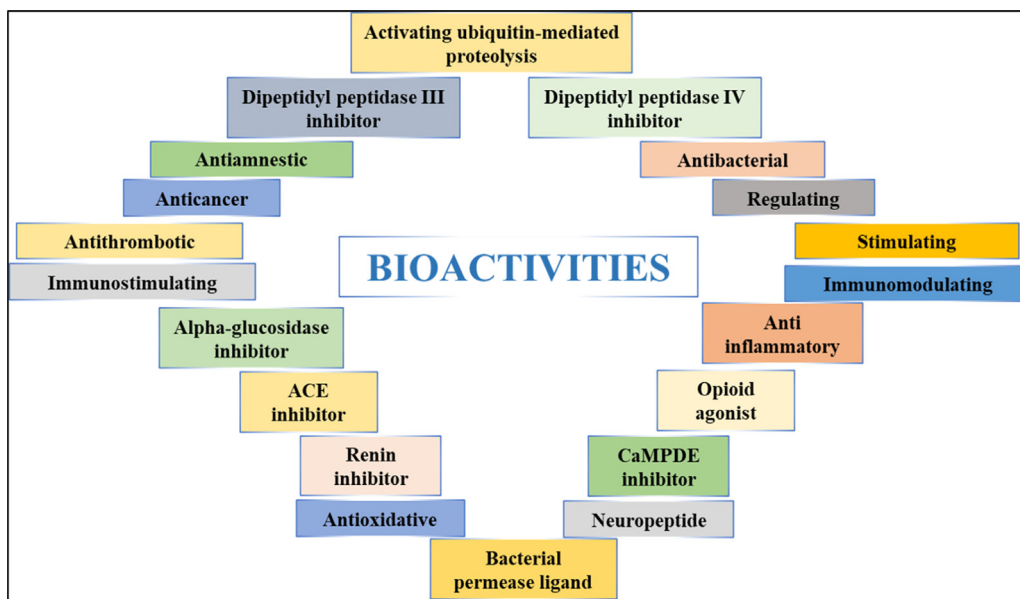 Activating ubiquitin-mediated
proteolysis
Dipeptidyl peptidase III
inhibitor
Dipeptidyl peptidase IV
inhibitor
Antiamnestic
Antibacterial
Anticancer
Regulating
Antithrombotic
Stimulating
BIOACTIVITIES
Immunostimulating
Immunomodulating
Alpha-glucosidase
inhibitor
Anti
inflammatory
ACE
inhibitor
Opioid
agonist
Renin
inhibitor
CaMPDE
inhibitor
Antioxidative
Neuropeptide
Bacterial
permease ligand